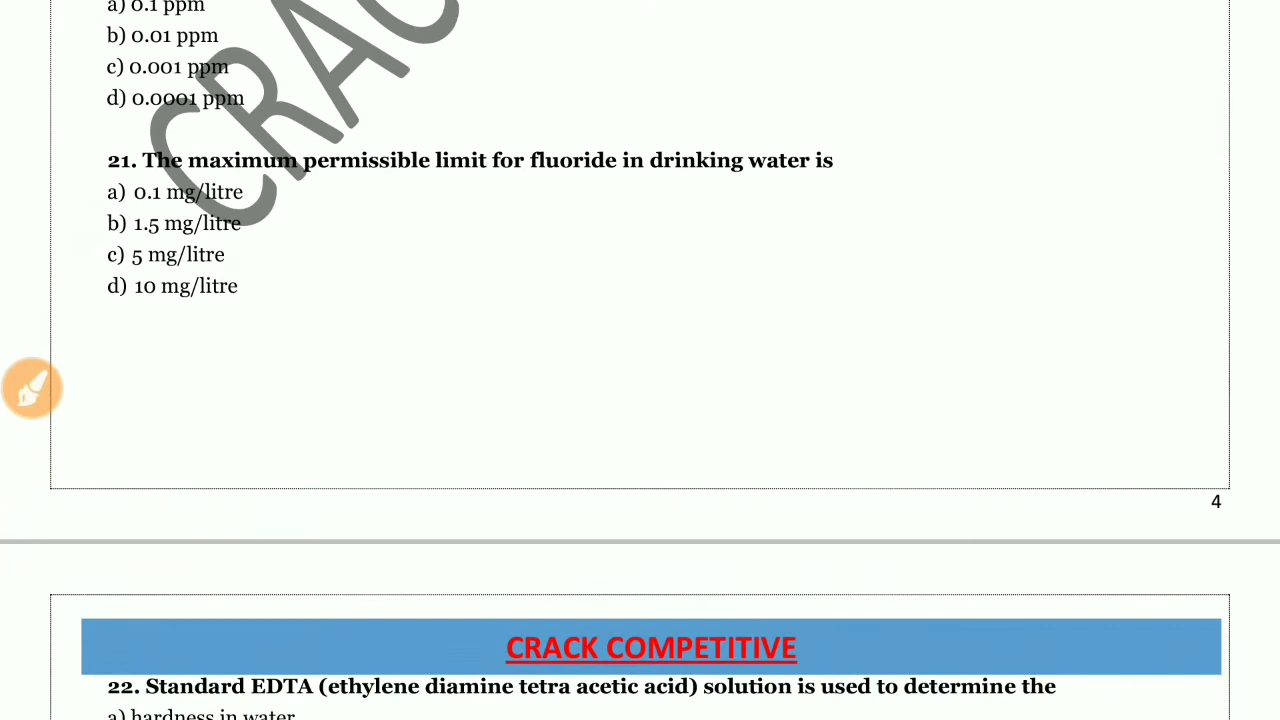 a) 0.1 ppm
b) 0.01 ppm
c) 0.001 ppm
d) 0.0001 ppm
CRAC
21. The maximum permissible limit for fluoride in drinking water is
a) 0.1 mg/litre
b) 1.5 mg/litre
c) 5 mg/litre
d) 10 mg/litre
4
CRACK COMPETITIVE
22. Standard EDTA (ethylene diamine tetra acetic acid) solution is used to determine the
a) hardness in water